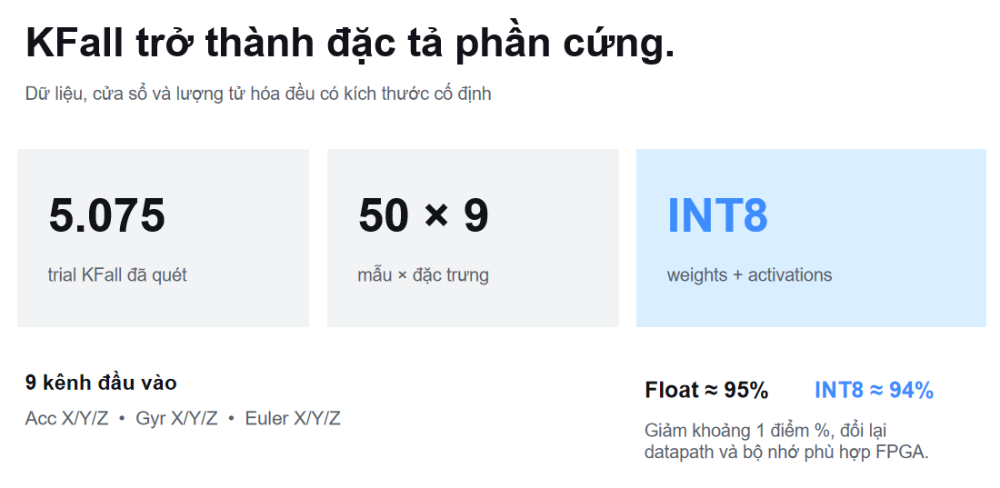 KFall trở thành đặc tả phần cứng.
Dữ liệu, cửa sổ và lượng tử hóa đều có kích thước cố định
5.075
trial KFall đã quét
50 × 9
mẫu × đặc trưng
INT8
weights + activations
9 kênh đầu vào
Acc X/Y/Z • Gyr X/Y/Z • Euler X/Y/Z
Float ≈ 95% INT8 ≈ 94%
Giảm khoảng 1 điểm %, đổi lại
datapath và bộ nhớ phù hợp FPGA.